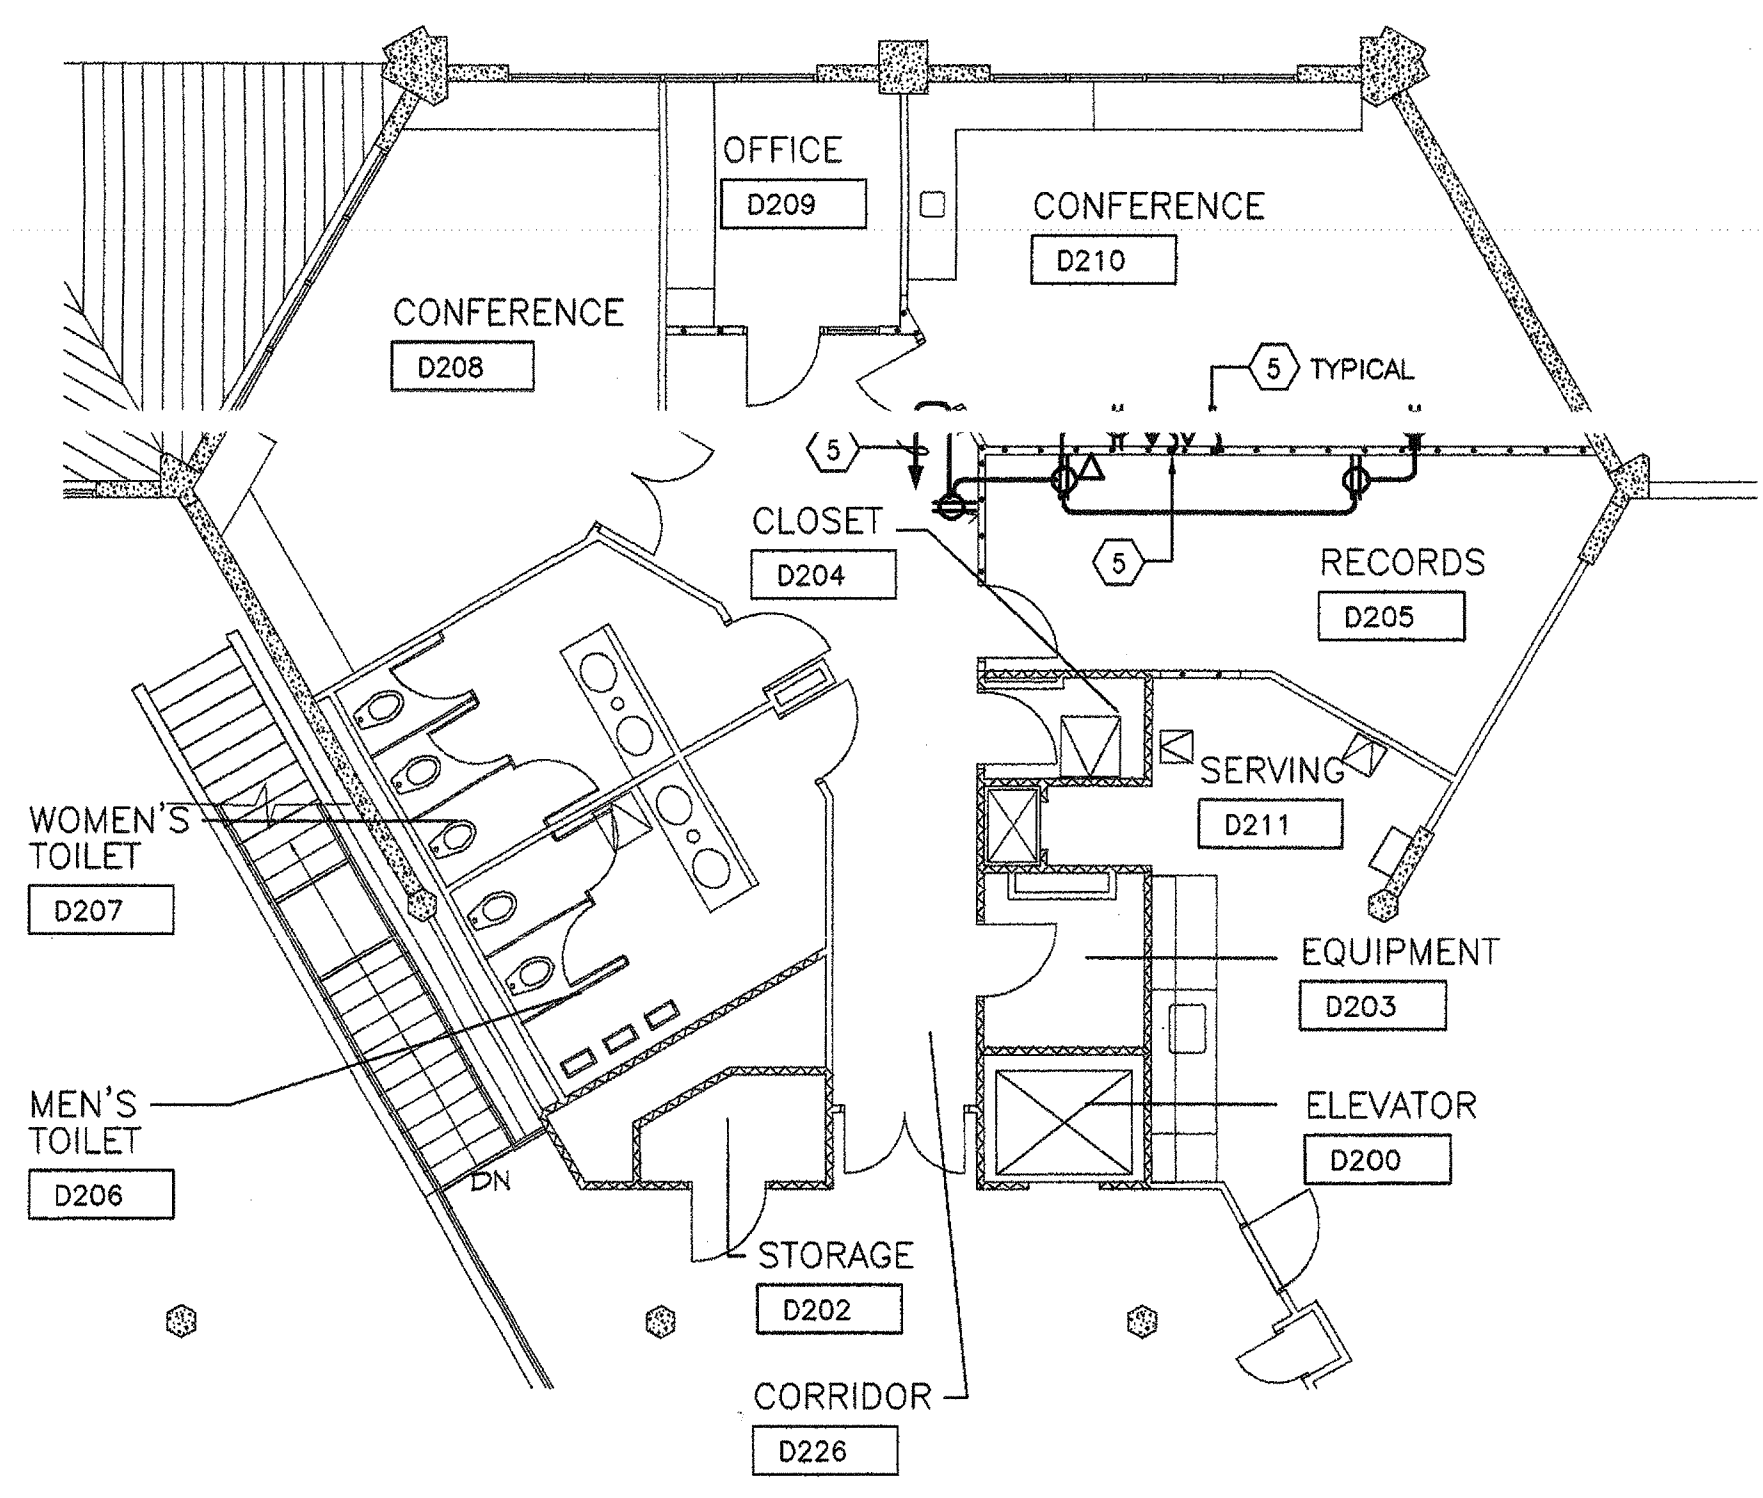 OFFICE
D209
CONFERENCE
D210
CONFERENCE
D208
5 TYPICAL
5
CLOSET
D204
5
RECORDS
D205
SERVING
D211
WOMEN'S
TOILET
D207
EQUIPMENT
D203
MEN'S
TOILET
D206
ELEVATOR
D200
DN
STORAGE
D202
CORRIDOR
D226